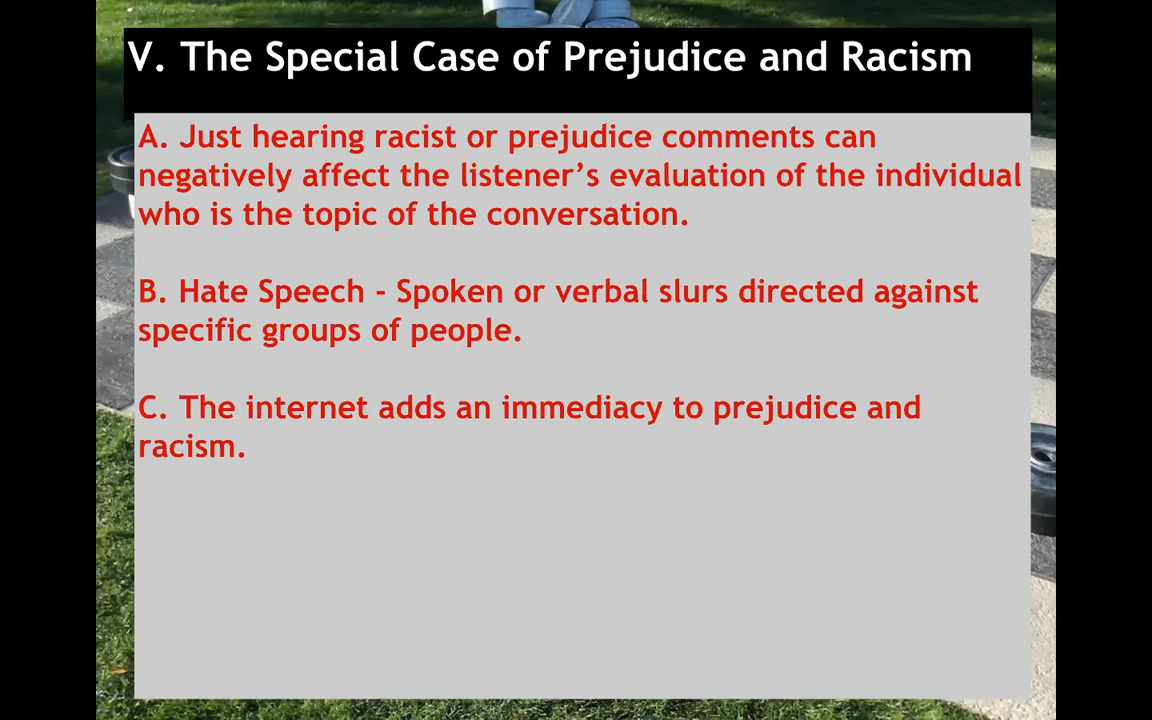 V. The Special Case of Prejudice and Racism
A. Just hearing racist or prejudice comments can
negatively affect the listener’s evaluation of the individual
who is the topic of the conversation.
B. Hate Speech - Spoken or verbal slurs directed against
specific groups of people.
C. The internet adds an immediacy to prejudice and
racism.